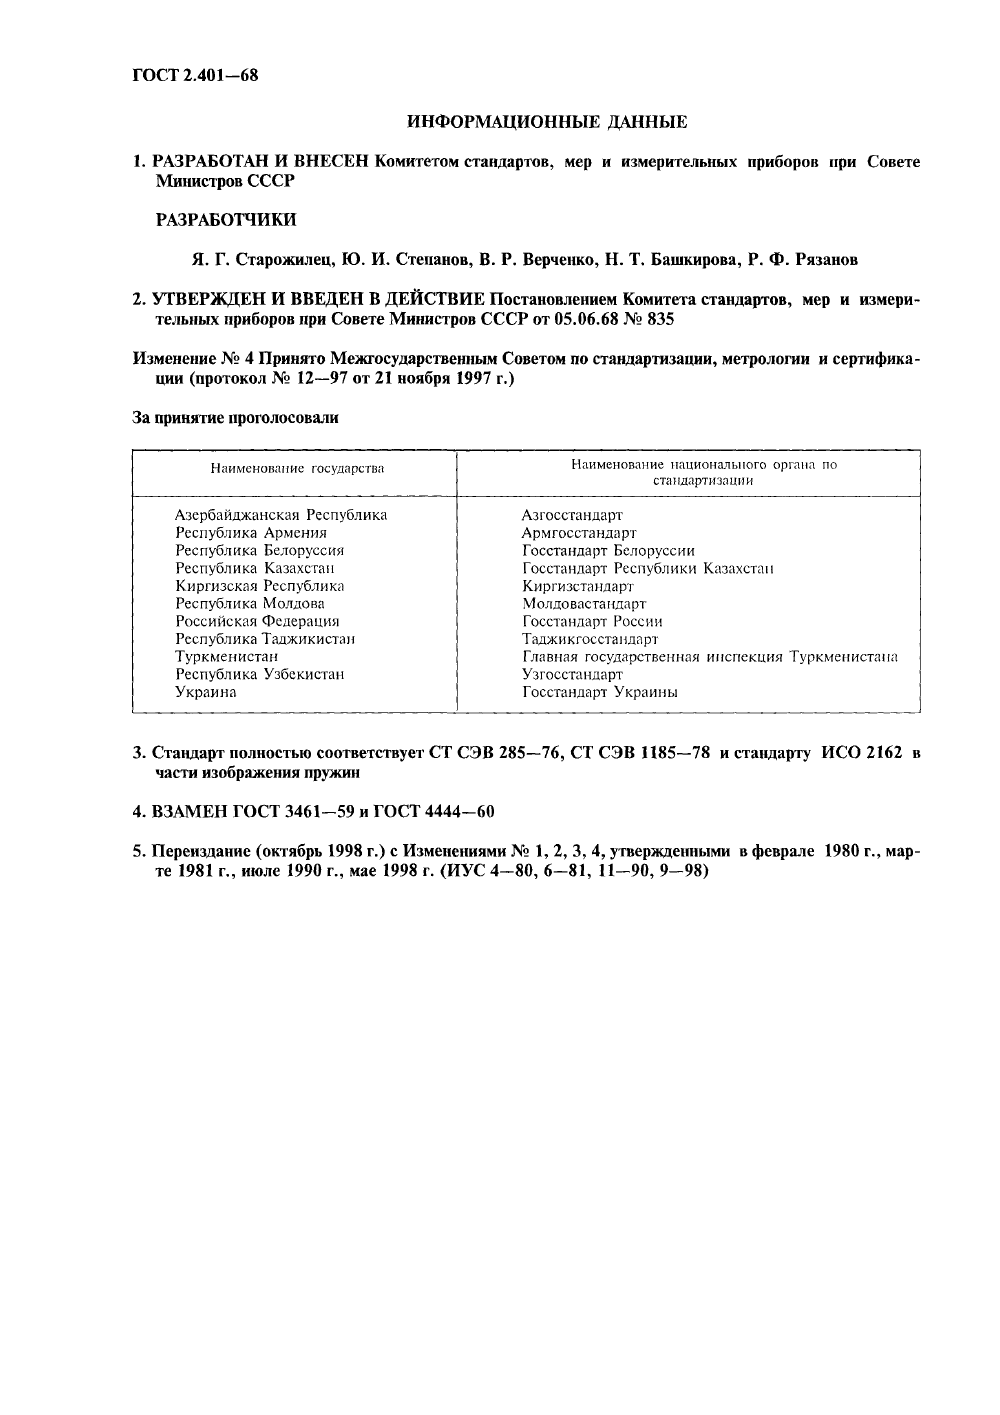 ГОСТ 2.401—68
ИНФОРМАЦИОННЫЕ ДАННЫЕ
1. РАЗРАБОТАН И ВНЕСЕН Комитетом стандартов, мер и измерительных приборов при Совете
Министров СССР
РАЗРАБОТЧИКИ
Я. Г. Старожилец, Ю. И. Степанов, В. Р. Верченко, Н. Т. Башкирова, Р. Ф. Рязанов
2. УТВЕРЖДЕН И ВВЕДЕН В ДЕЙСТВИЕ Постановлением Комитета стандартов, мер и измери-
тельных приборов при Совете Министров СССР от 05.06.68 № 835
Изменение № 4 Принято Межгосударственным Советом по стандартизации, метрологии и сертифика-
ции (протокол № 12—97 от 21 ноября 1997 г.)
За принятие проголосовали
Наименование государства
Наименование национального органа по
стандартизации
Азербайджанская Республика
Азгосстандарт
Республика Армения
Армгосстандарт
Республика Белоруссия
Госстандарт Белоруссии
Республика Казахстан
Госстандарт Республики Казахстан
Киргизская Республика
Киргизстандарт
Республика Молдова
Молдовастандарт
Российская Федерация
Госстандарт России
Республика Таджикистан
Таджикгосстандарт
Туркменистан
Главная государственная инспекция Туркменистана
Республика Узбекистан
Узгосстандарт
Украина
Госстандарт Украины
3. Стандарт полностью соответствует СТ СЭВ 285—76, СТ СЭВ 1185—78 и стандарту ИСО 2162 в
части изображения пружин
4. ВЗАМЕН ГОСТ 3461—59 и ГОСТ 4444—60
5. Переиздание (октябрь 1998 г.) с Изменениями № 1, 2, 3, 4, утвержденными в феврале 1980 г., мар-
те 1981 г., июле 1990 г., мае 1998 г. (ИУС 4—80, 6—81, 11—90, 9—98)